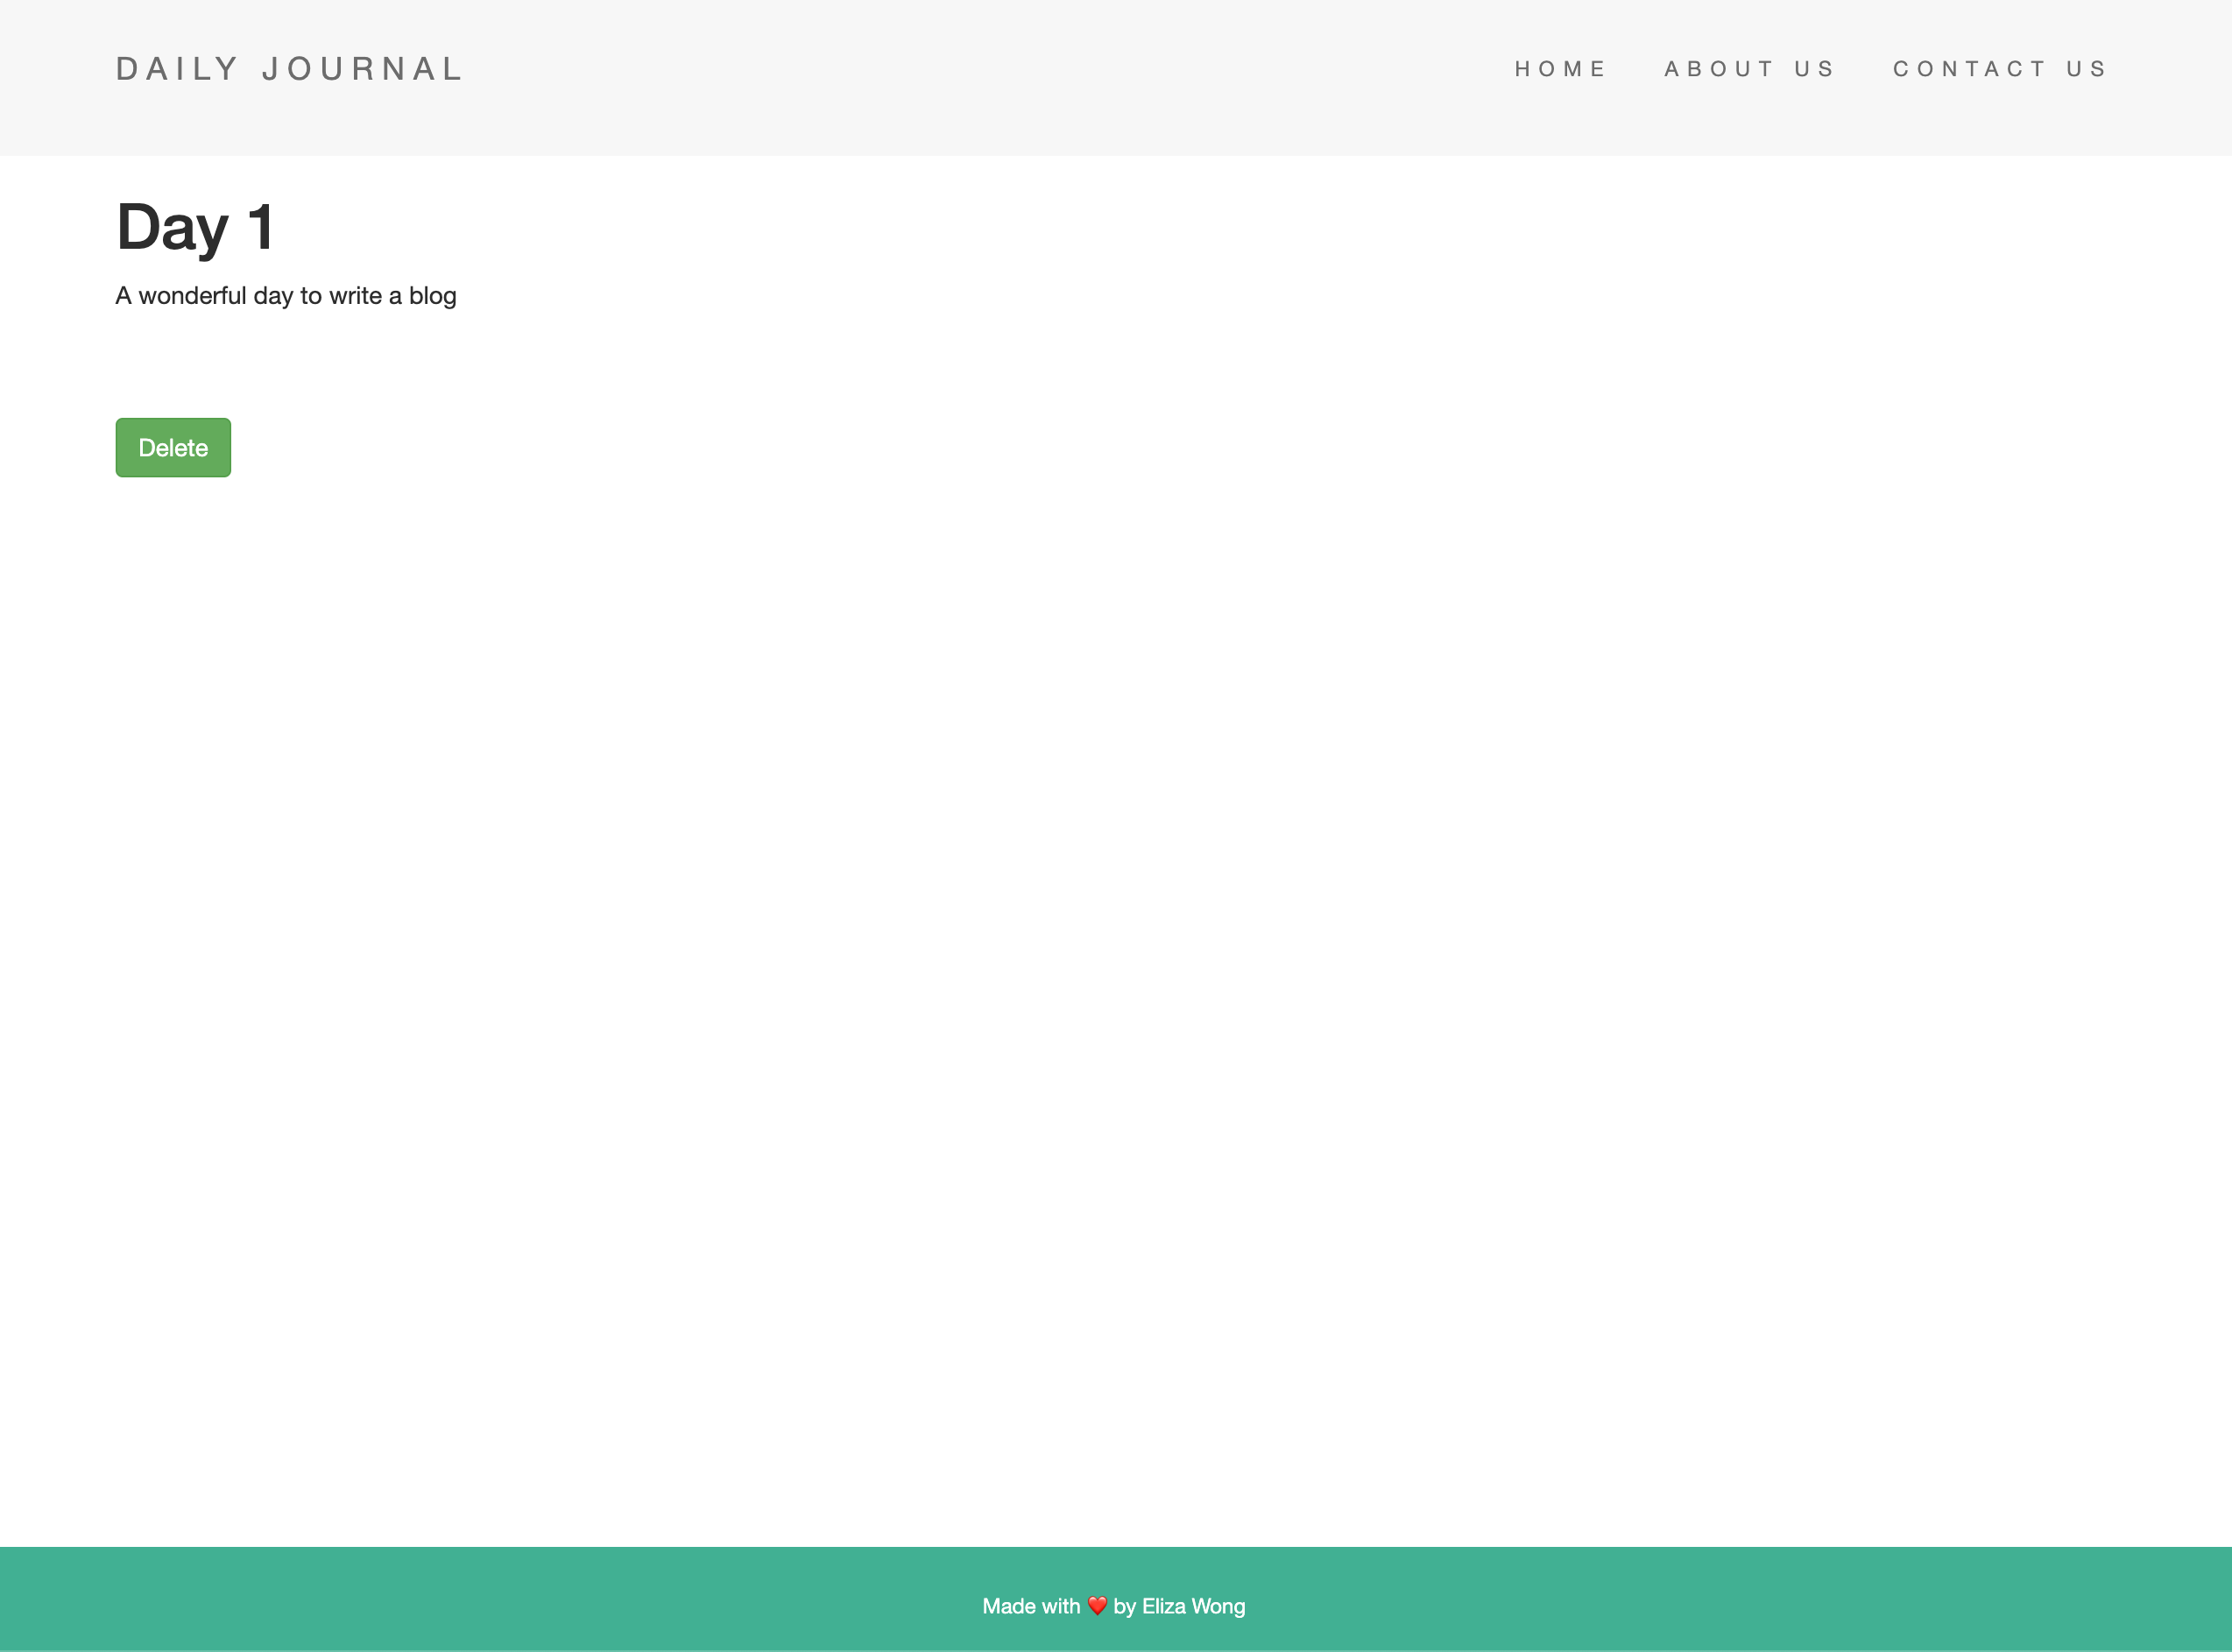 DAILY JOURNAL
HOME ABOUT US CONTACT US
Day 1
A wonderful day to write a blog
Delete
Made with ❤️ by Eliza Wong